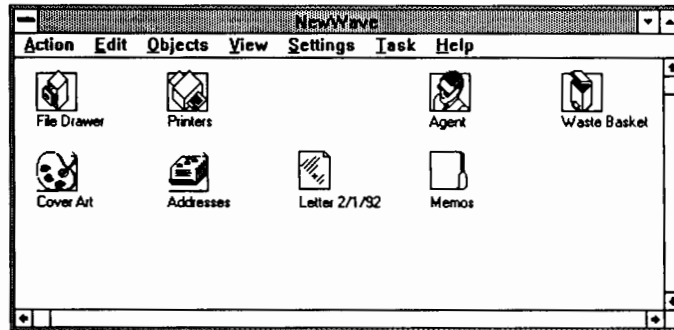 NewWave
Action Edit Objects View Settings Task Help
File Drawer Printers Agent Waste Basket
Cover Art Addresses Letter 2/1/92 Memos